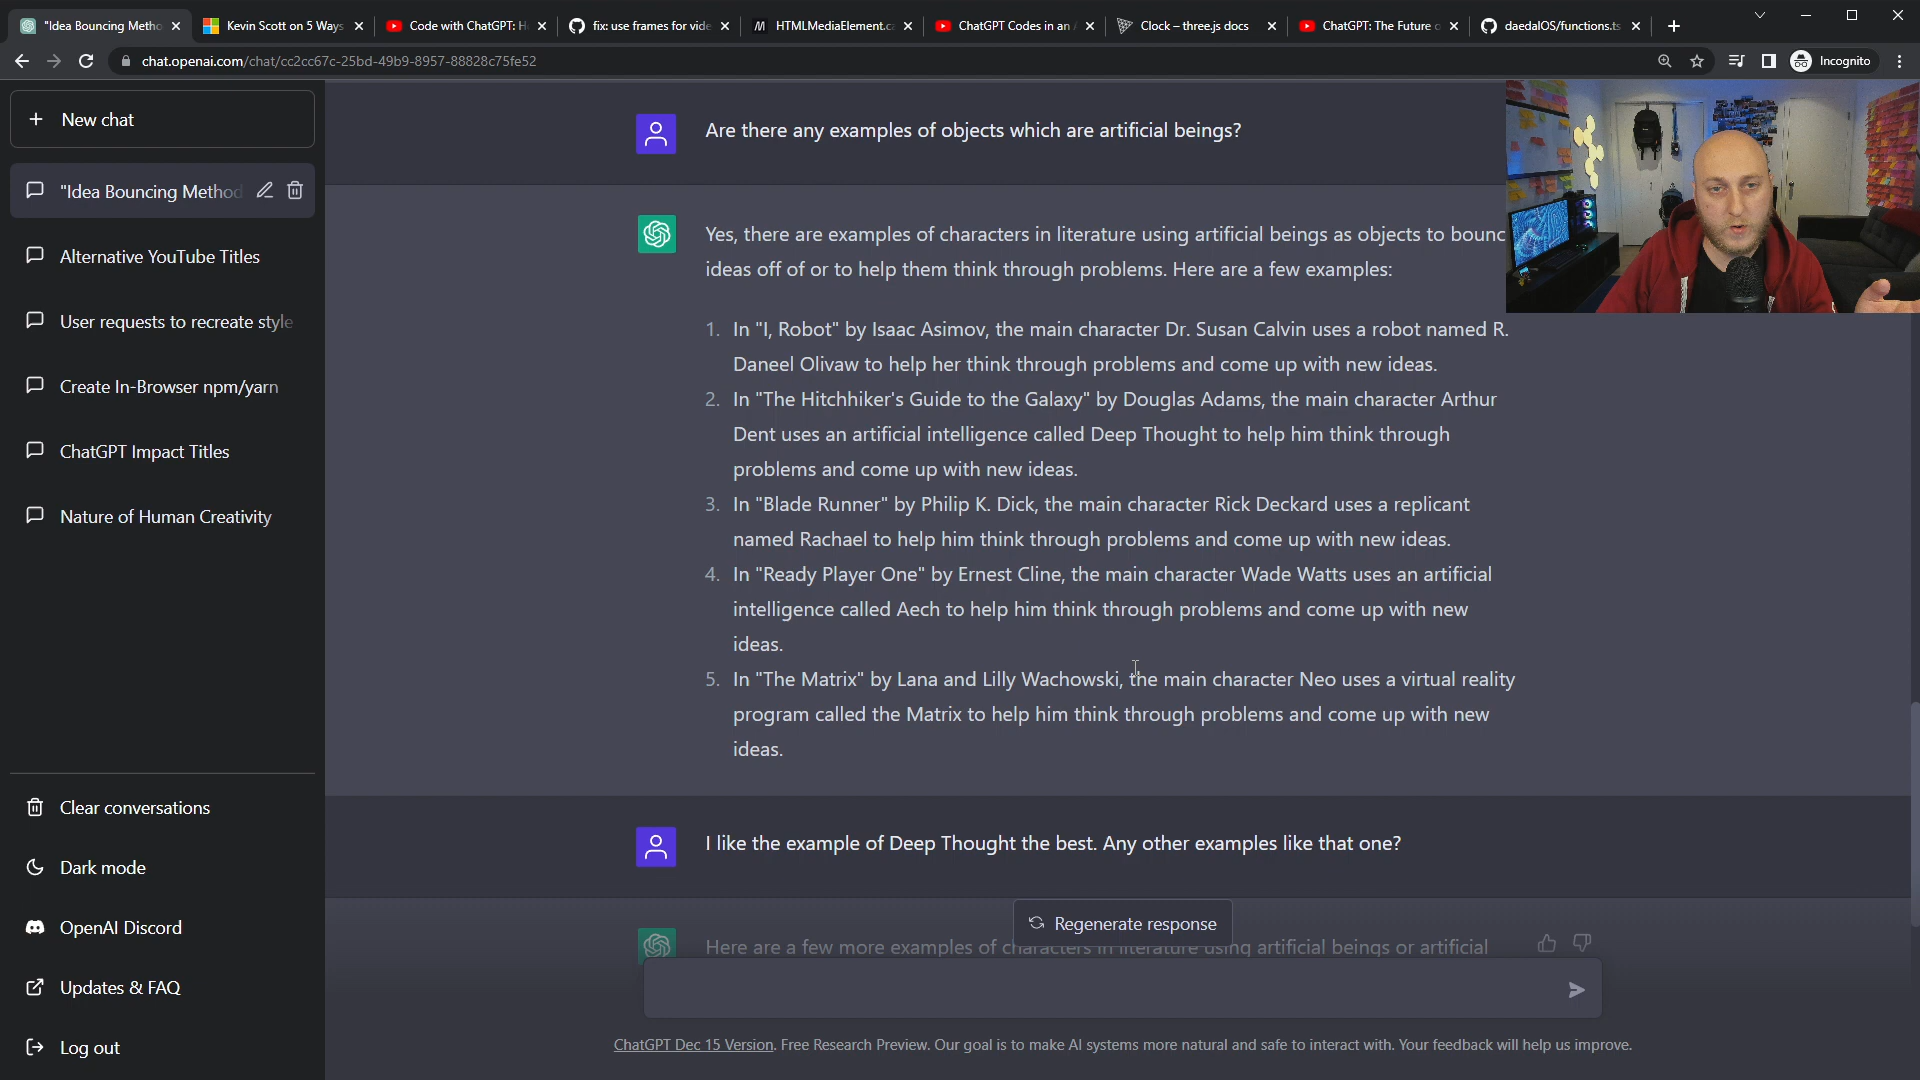 "Idea Bouncing Metho
Kevin Scott on 5 Ways
Code with ChatGPT: H
fix: use frames for vide
HTMLMediaElement.c
ChatGPT Codes in an
Clock – three.js docs
ChatGPT: The Future o
daedalOS/functions.ts
chat.openai.com/chat/cc2cc67c-25bd-49b9-8957-88828c75fe52
Incognito
New chat
"Idea Bouncing Method
Alternative YouTube Titles
User requests to recreate style
Create In-Browser npm/yarn
ChatGPT Impact Titles
Nature of Human Creativity
Clear conversations
Dark mode
OpenAI Discord
Updates & FAQ
Log out
Are there any examples of objects which are artificial beings?
Yes, there are examples of characters in literature using artificial beings as objects to bounc
ideas off of or to help them think through problems. Here are a few examples:
1. In "I, Robot" by Isaac Asimov, the main character Dr. Susan Calvin uses a robot named R.
Daneel Olivaw to help her think through problems and come up with new ideas.
2. In "The Hitchhiker's Guide to the Galaxy" by Douglas Adams, the main character Arthur
Dent uses an artificial intelligence called Deep Thought to help him think through
problems and come up with new ideas.
3. In "Blade Runner" by Philip K. Dick, the main character Rick Deckard uses a replicant
named Rachael to help him think through problems and come up with new ideas.
4. In "Ready Player One" by Ernest Cline, the main character Wade Watts uses an artificial
intelligence called Aech to help him think through problems and come up with new
ideas.
5. In "The Matrix" by Lana and Lilly Wachowski, the main character Neo uses a virtual reality
program called the Matrix to help him think through problems and come up with new
ideas.
I like the example of Deep Thought the best. Any other examples like that one?
Regenerate response
Here are a few more examples of characters in literature using artificial beings or artificial
ChatGPT Dec 15 Version. Free Research Preview. Our goal is to make AI systems more natural and safe to interact with. Your feedback will help us improve.